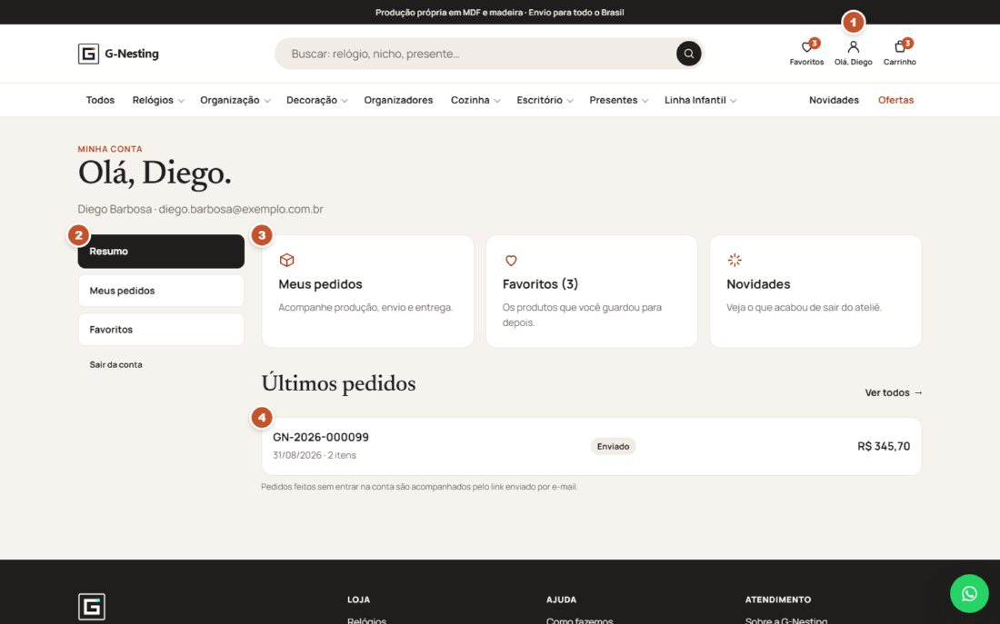 Produção própria em MDF e madeira · Envio para todo o Brasil
1
G-Nesting
Buscar: relógio, nicho, presente...
3
Favoritos
Olá, Diego
3
Carrinho
Todos
Relógios
Organização
Decoração
Organizadores
Cozinha
Escritório
Presentes
Linha Infantil
Novidades
Ofertas
MINHA CONTA
Olá, Diego.
Diego Barbosa · diego.barbosa@exemplo.com.br
2
Resumo
Meus pedidos
Favoritos
Sair da conta
3
Meus pedidos
Acompanhe produção, envio e entrega.
Favoritos (3)
Os produtos que você guardou para
depois.
Novidades
Veja o que acabou de sair do ateliê.
Últimos pedidos
Ver todos →
4
GN-2026-000099
31/08/2026 · 2 itens
Enviado
R$ 345,70
Pedidos feitos sem entrar na conta são acompanhados pelo link enviado por e-mail.
G
LOJA
Relógios
AJUDA
Como fazemos
ATENDIMENTO
Sobre a G-Nesting